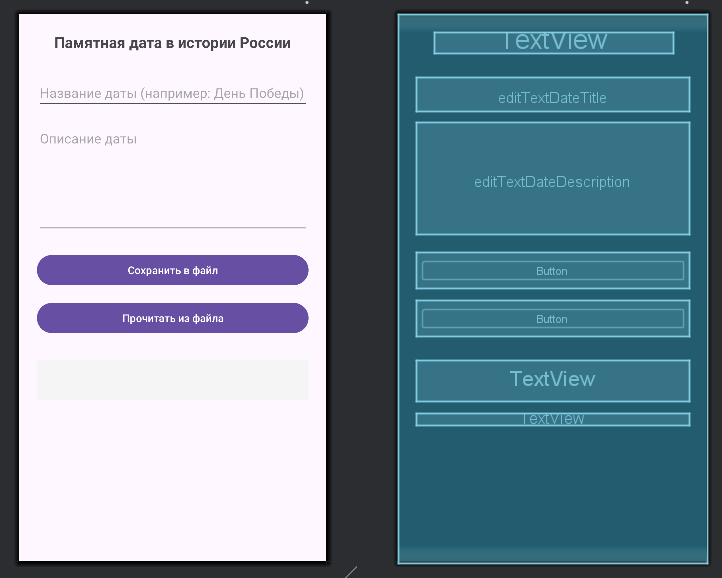 Памятная дата в истории России
Название даты (например: День Победы)
Описание даты
Сохранить в файл
Прочитать из файла
TextView
editTextDateTitle
editTextDateDescription
Button
Button
TextView
TextView